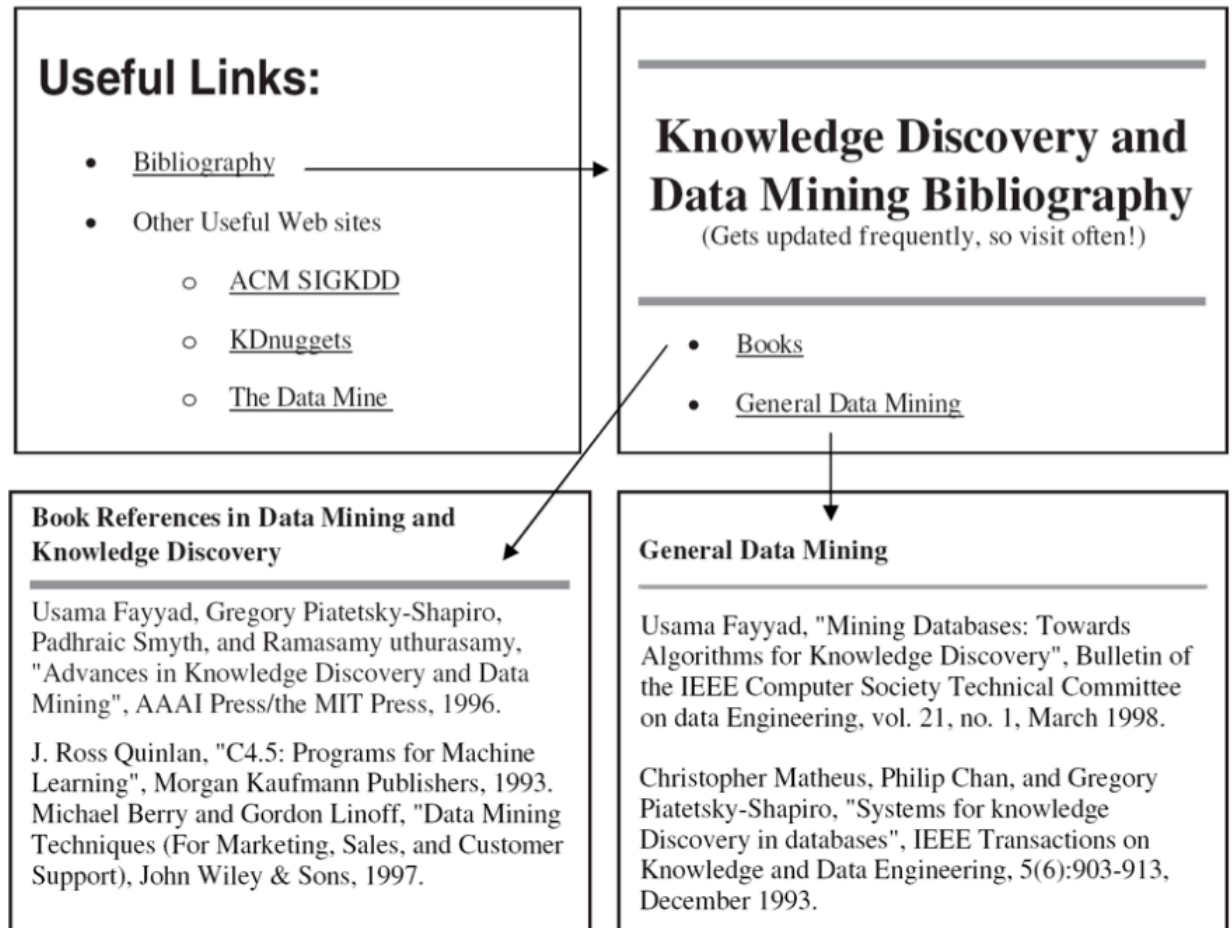 Useful Links:
Bibliography
Other Useful Web sites
ACM SIGKDD
KDnuggets
The Data Mine
Knowledge Discovery and
Data Mining Bibliography
(Gets updated frequently, so visit often!)
Books
General Data Mining
Book References in Data Mining and
Knowledge Discovery
Usama Fayyad, Gregory Piatetsky-Shapiro,
Padhraic Smyth, and Ramasamy uthurasamy,
"Advances in Knowledge Discovery and Data
Mining", AAAI Press/the MIT Press, 1996.
J. Ross Quinlan, "C4.5: Programs for Machine
Learning", Morgan Kaufmann Publishers, 1993.
Michael Berry and Gordon Linoff, "Data Mining
Techniques (For Marketing, Sales, and Customer
Support), John Wiley & Sons, 1997.
General Data Mining
Usama Fayyad, "Mining Databases: Towards
Algorithms for Knowledge Discovery", Bulletin of
the IEEE Computer Society Technical Committee
on data Engineering, vol. 21, no. 1, March 1998.
Christopher Matheus, Philip Chan, and Gregory
Piatetsky-Shapiro, "Systems for knowledge
Discovery in databases", IEEE Transactions on
Knowledge and Data Engineering, 5(6):903-913,
December 1993.